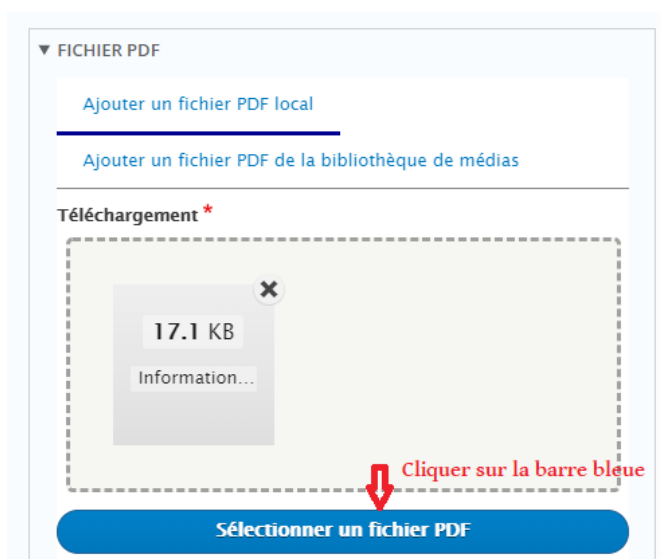 ▼ FICHIER PDF
Ajouter un fichier PDF local
Ajouter un fichier PDF de la bibliothèque de médias
Téléchargement *
17.1 KB
Information...
Cliquer sur la barre bleue
Sélectionner un fichier PDF